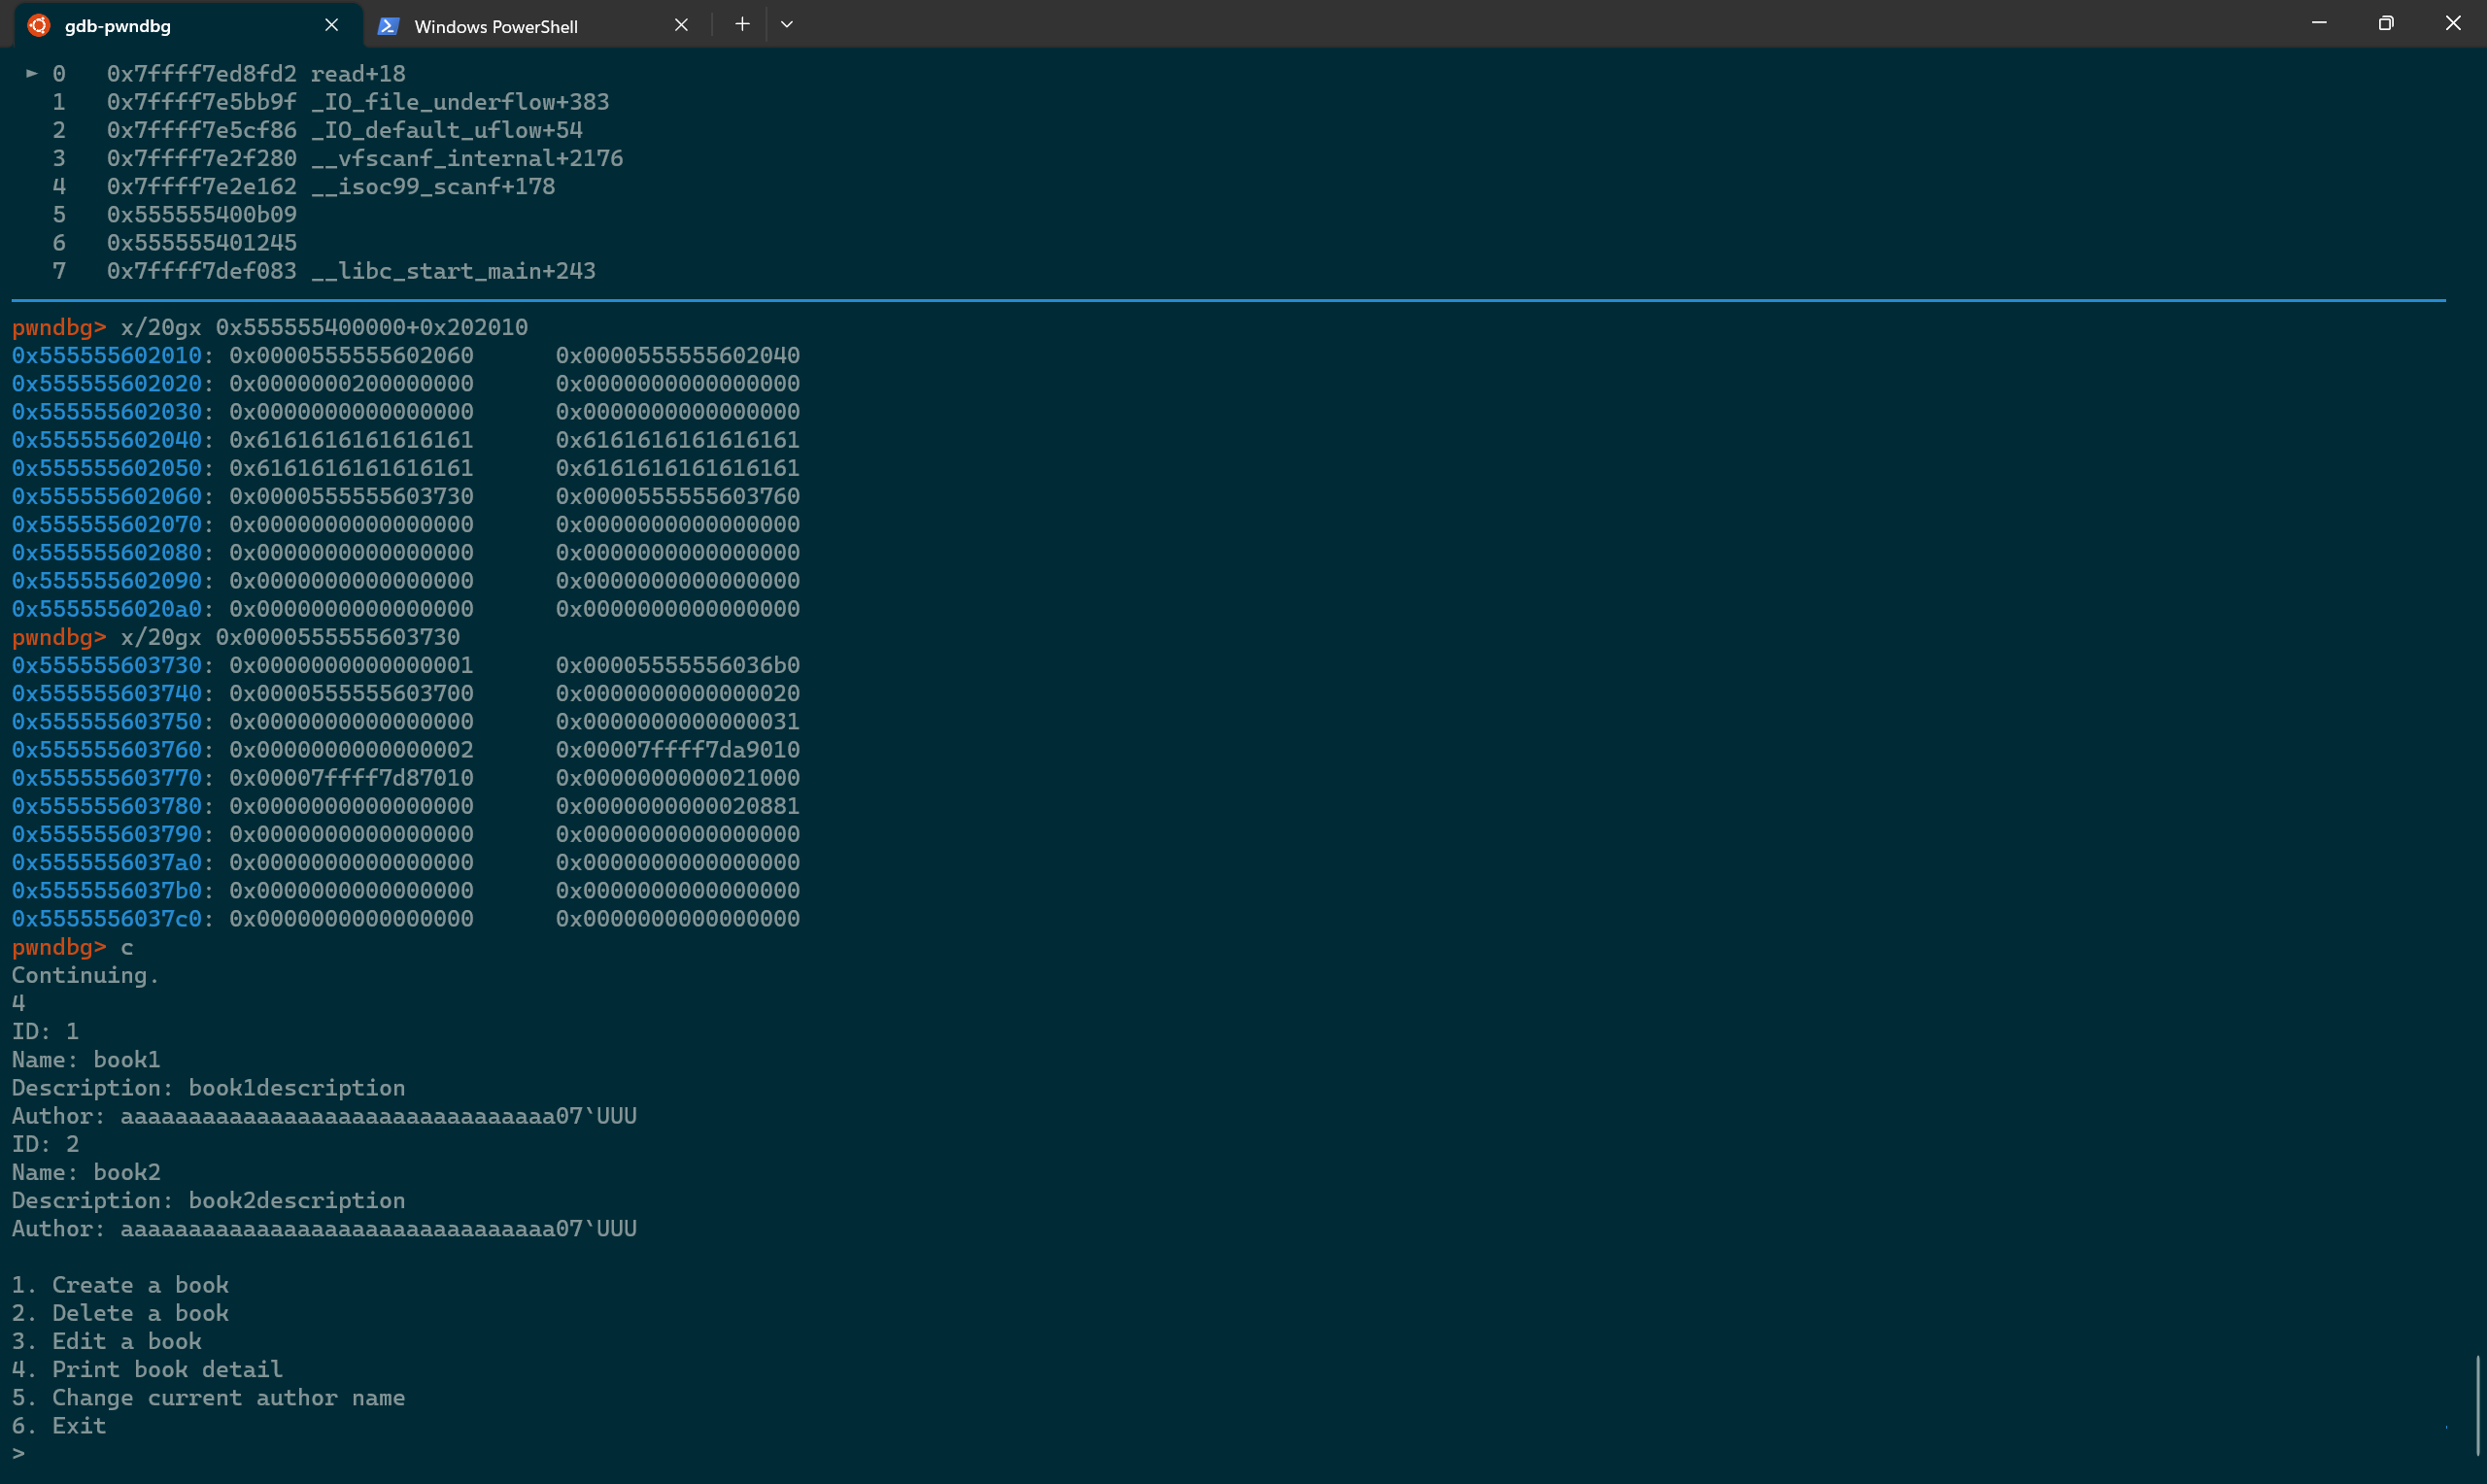 gdb-pwndbg Windows PowerShell
► 0 0x7ffff7ed8fd2 read+18
1 0x7ffff7e5bb9f _IO_file_underflow+383
2 0x7ffff7e5cf86 _IO_default_uflow+54
3 0x7ffff7e2f280 __vfscanf_internal+2176
4 0x7ffff7e2e162 __isoc99_scanf+178
5 0x555555400b09
6 0x555555401245
7 0x7ffff7def083 __libc_start_main+243
pwndbg> x/20gx 0x555555400000+0x202010
0x555555602010: 0x0000555555602060 0x0000555555602040
0x555555602020: 0x0000000200000000 0x0000000000000000
0x555555602030: 0x0000000000000000 0x0000000000000000
0x555555602040: 0x6161616161616161 0x6161616161616161
0x555555602050: 0x6161616161616161 0x6161616161616161
0x555555602060: 0x0000555555603730 0x0000555555603760
0x555555602070: 0x0000000000000000 0x0000000000000000
0x555555602080: 0x0000000000000000 0x0000000000000000
0x555555602090: 0x0000000000000000 0x0000000000000000
0x5555556020a0: 0x0000000000000000 0x0000000000000000
pwndbg> x/20gx 0x0000555555603730
0x555555603730: 0x0000000000000001 0x00005555556036b0
0x555555603740: 0x0000555555603700 0x0000000000000020
0x555555603750: 0x0000000000000000 0x0000000000000031
0x555555603760: 0x0000000000000002 0x00007ffff7da9010
0x555555603770: 0x00007ffff7d87010 0x0000000000021000
0x555555603780: 0x0000000000000000 0x0000000000020881
0x555555603790: 0x0000000000000000 0x0000000000000000
0x5555556037a0: 0x0000000000000000 0x0000000000000000
0x5555556037b0: 0x0000000000000000 0x0000000000000000
0x5555556037c0: 0x0000000000000000 0x0000000000000000
pwndbg> c
Continuing.
4
ID: 1
Name: book1
Description: book1description
Author: aaaaaaaaaaaaaaaaaaaaaaaaaaaaaaaa07`UUU
ID: 2
Name: book2
Description: book2description
Author: aaaaaaaaaaaaaaaaaaaaaaaaaaaaaaaa07`UUU
1. Create a book
2. Delete a book
3. Edit a book
4. Print book detail
5. Change current author name
6. Exit
>